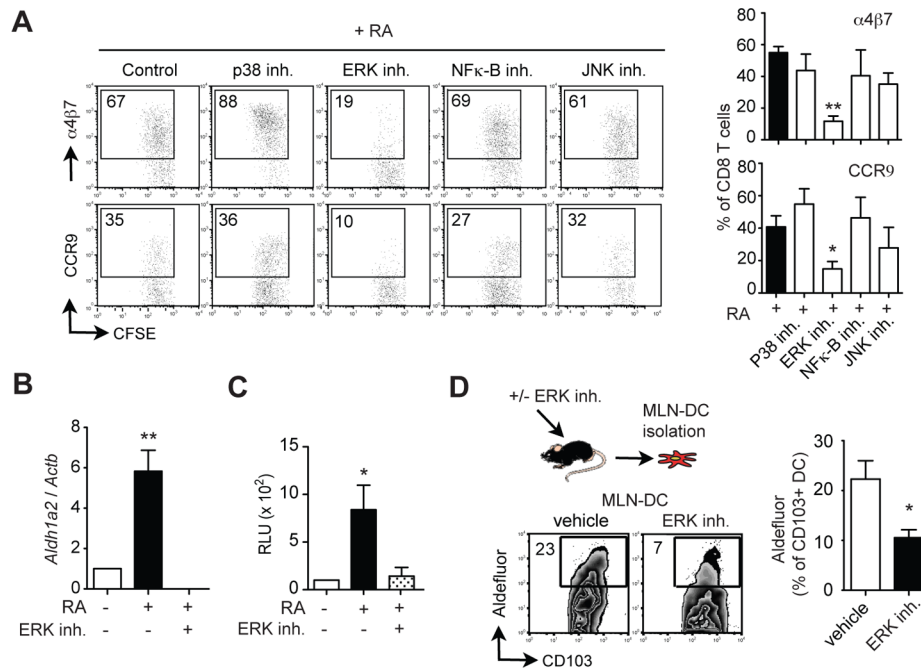 A
+ RA
Control p38 inh. ERK inh. NFκ-B inh. JNK inh.
α4β7
67 88 19 69 61
CCR9
35 36 10 27 32
CFSE
% of CD8 T cells
α4β7
80
60
40
20
0
**
CCR9
80
60
40
20
0
*
RA + + + + +
P38 inh.
ERK inh.
NFκ-B inh.
JNK inh.
B
Aldh1a2 / Actb
8
6
4
2
0
**
RA - + +
ERK inh. - - +
C
RLU (x 10²)
15
10
5
0
*
- + +
- - +
D
+/- ERK inh.
MLN-DC
isolation
MLN-DC
vehicle ERK inh.
23 7
Aldefluor
CD103
Aldefluor
(% of CD103+ DC)
30
20
10
0
*
vehicle
ERK inh.